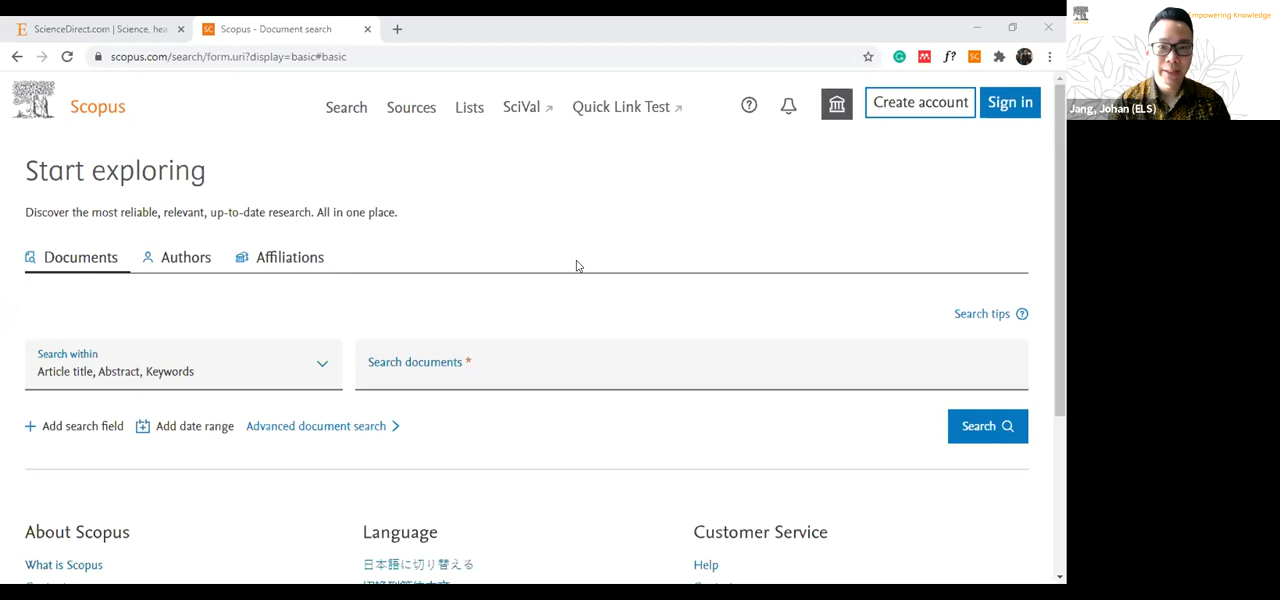 ScienceDirect.com | Science, hea
Scopus - Document search
scopus.com/search/form.uri?display=basic#basic
Empowering Knowledge
Jang, Johan (ELS)
Scopus
Search
Sources
Lists
SciVal
Quick Link Test
Create account
Sign in
Start exploring
Discover the most reliable, relevant, up-to-date research. All in one place.
Documents
Authors
Affiliations
Search tips
Search within
Article title, Abstract, Keywords
Search documents *
Add search field
Add date range
Advanced document search
Search
About Scopus
Language
Customer Service
What is Scopus
日本語に切り替える
Help